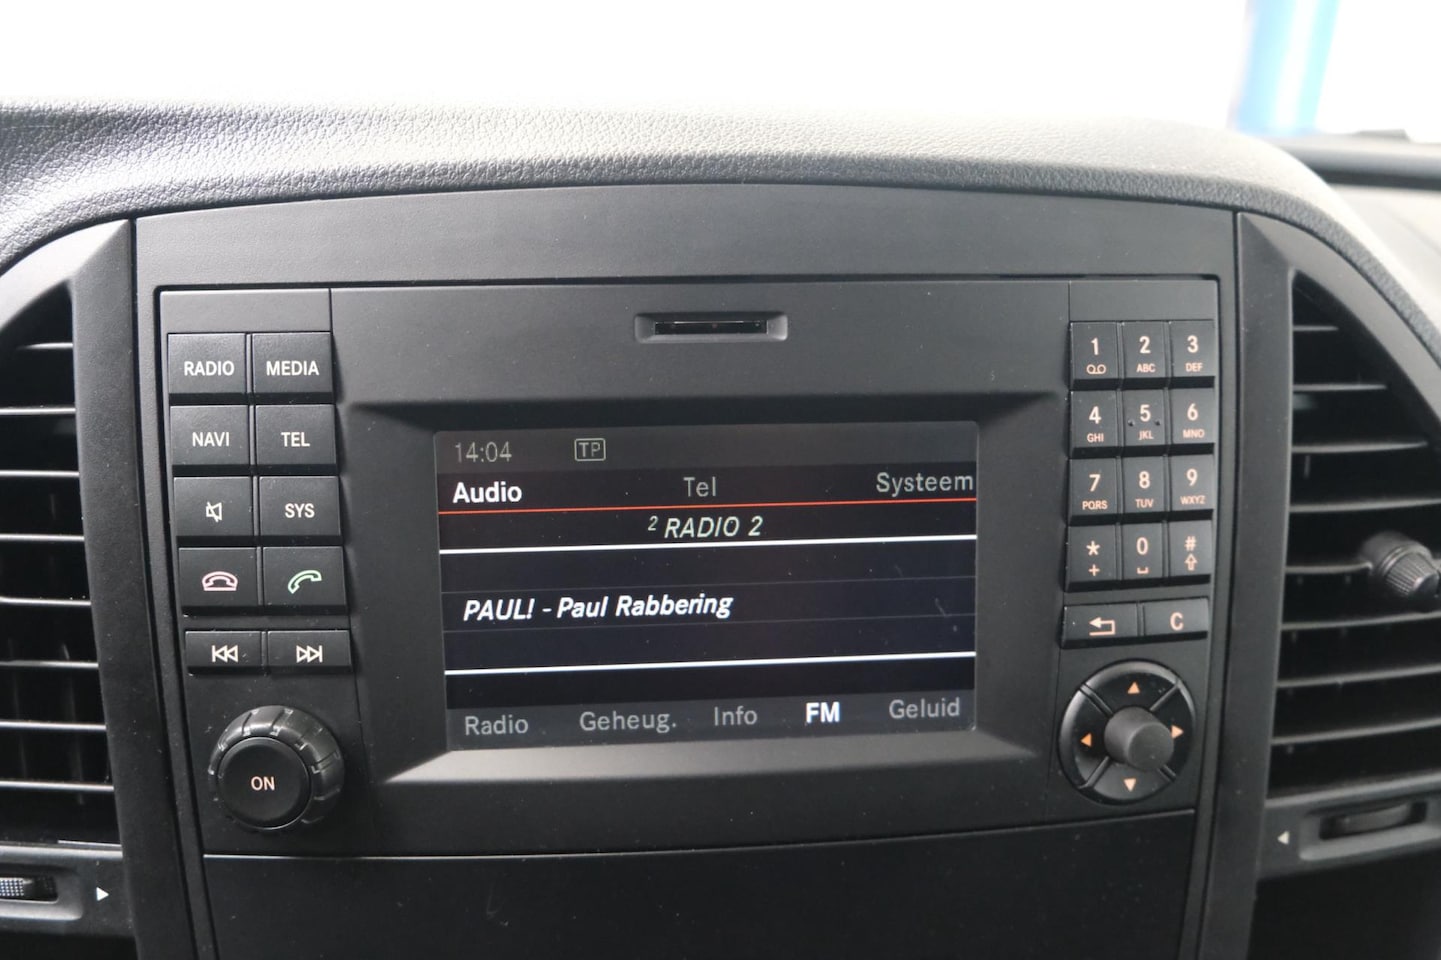 RADIO MEDIA
NAVI TEL
SYS
ON
14:04 TP
Audio Tel Systeem
2 RADIO 2
PAUL! - Paul Rabbering
Radio Geheug. Info FM Geluid
1 2 3
ABC DEF
4 5 6
GHI JKL MNO
7 8 9
PQRS TUV WXYZ
* 0 #
+
C